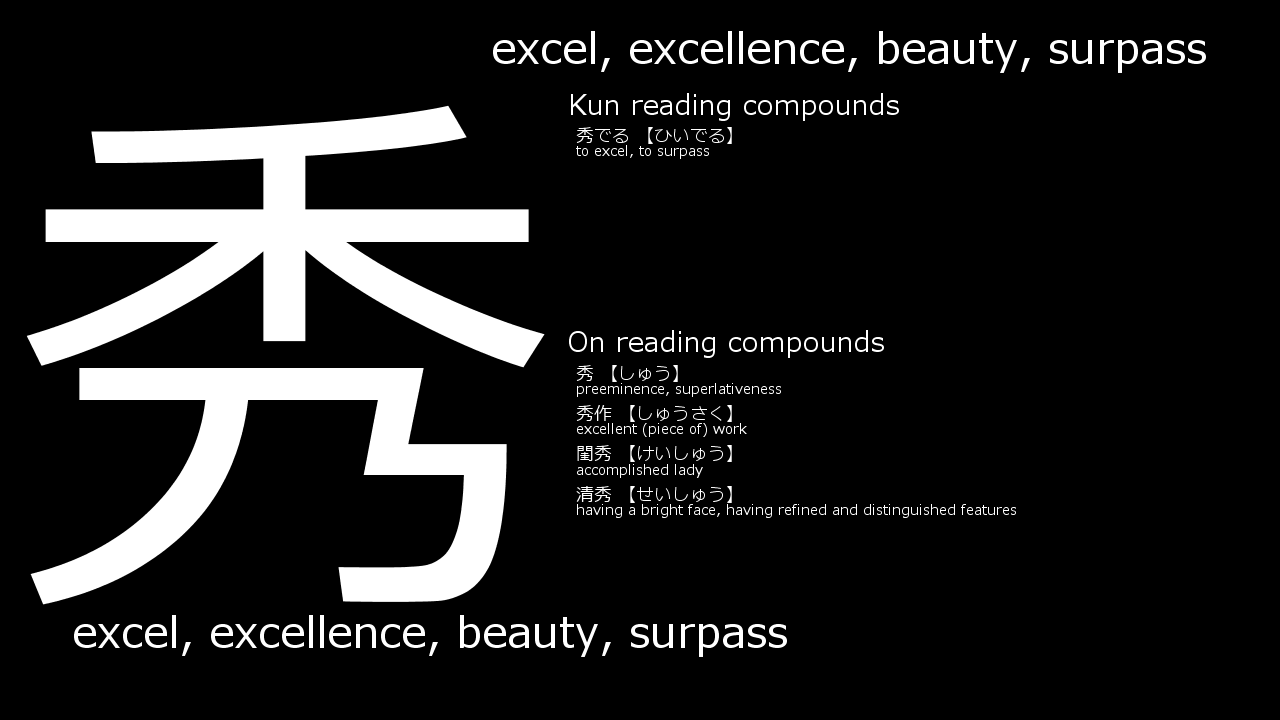 excel, excellence, beauty, surpass
秀
Kun reading compounds
秀でる 【ひいでる】
to excel, to surpass
On reading compounds
秀 【しゅう】
preeminence, superlativeness
秀作 【しゅうさく】
excellent (piece of) work
閨秀 【けいしゅう】
accomplished lady
清秀 【せいしゅう】
having a bright face, having refined and distinguished features
excel, excellence, beauty, surpass